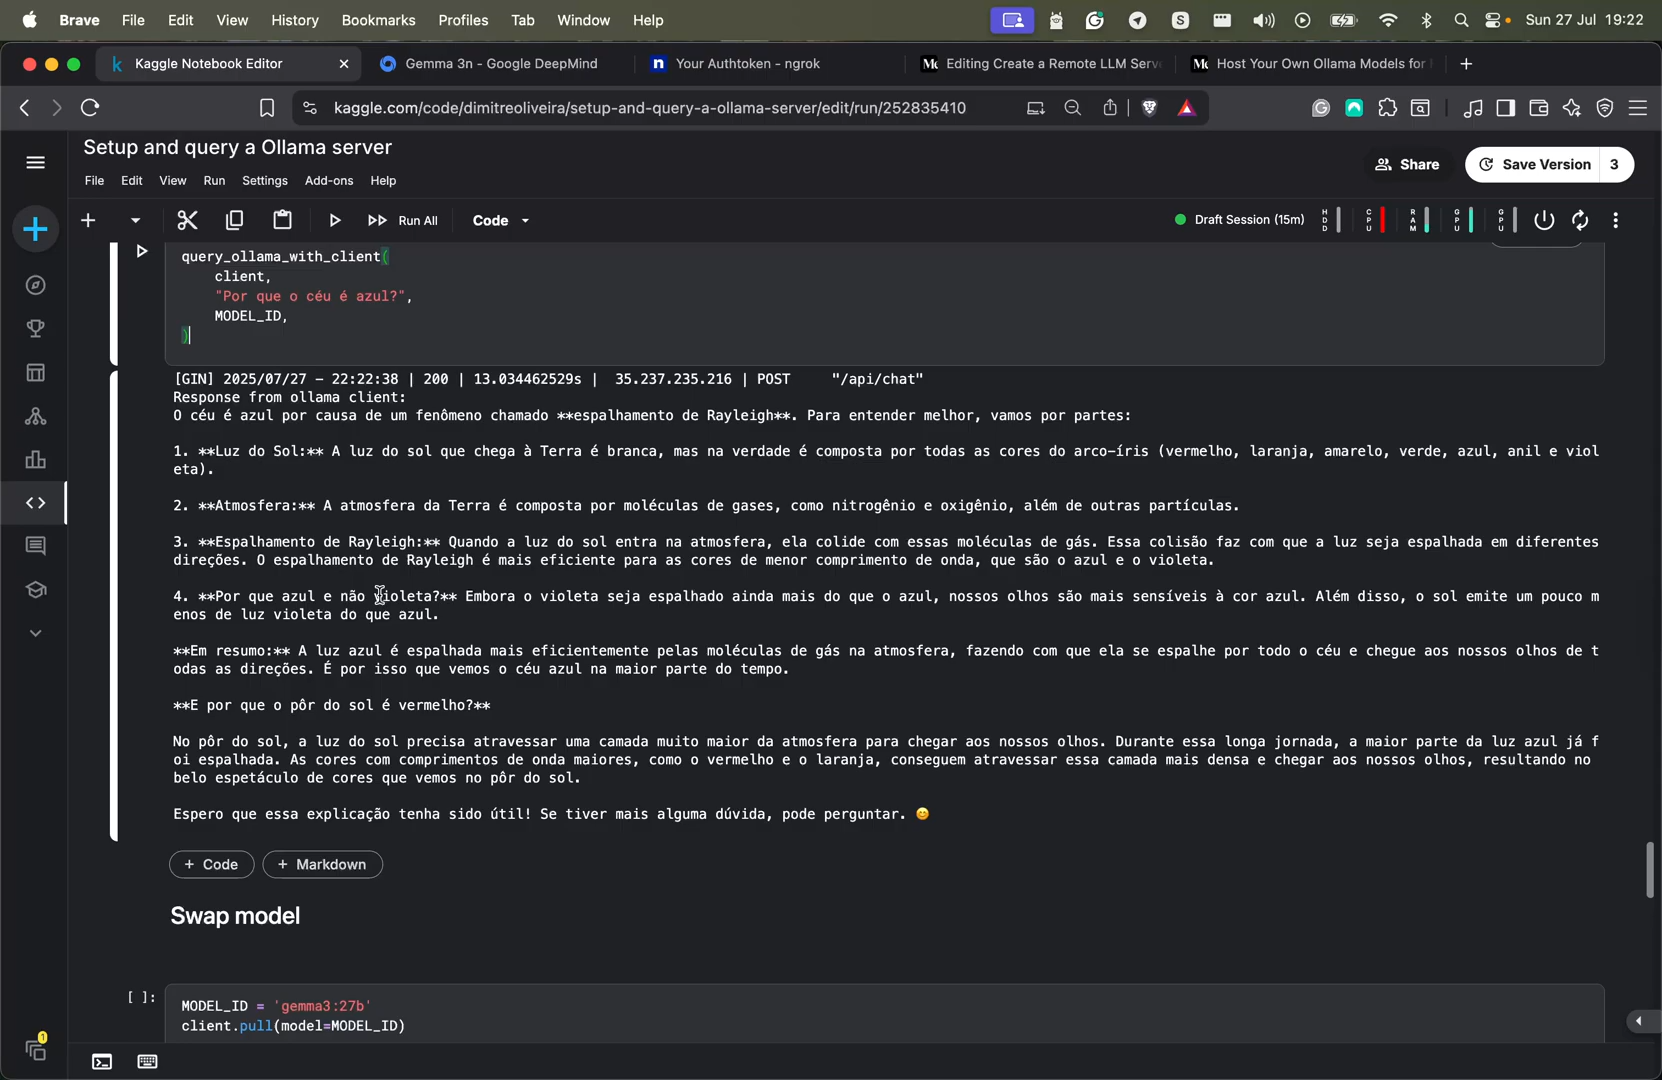 Brave File Edit View History Bookmarks Profiles Tab Window Help Sun 27 Jul 19:22
Kaggle Notebook Editor Gemma 3n - Google DeepMind Your Authtoken - ngrok Editing Create a Remote LLM Serv Host Your Own Ollama Models for
kaggle.com/code/dimitreoliveira/setup-and-query-a-ollama-server/edit/run/252835410
Setup and query a Ollama server
Share Save Version 3
File Edit View Run Settings Add-ons Help
Run All Code Draft Session (15m) HDD CPU RAM GPU GPU
query_ollama_with_client(
client,
"Por que o céu é azul?",
MODEL_ID,
)
[GIN] 2025/07/27 - 22:22:38 | 200 | 13.034462529s | 35.237.235.216 | POST "/api/chat"
Response from ollama client:
O céu é azul por causa de um fenômeno chamado **espalhamento de Rayleigh**. Para entender melhor, vamos por partes:
1. **Luz do Sol:** A luz do sol que chega à Terra é branca, mas na verdade é composta por todas as cores do arco-íris (vermelho, laranja, amarelo, verde, azul, anil e viol
eta).
2. **Atmosfera:** A atmosfera da Terra é composta por moléculas de gases, como nitrogênio e oxigênio, além de outras partículas.
3. **Espalhamento de Rayleigh:** Quando a luz do sol entra na atmosfera, ela colide com essas moléculas de gás. Essa colisão faz com que a luz seja espalhada em diferentes
direções. O espalhamento de Rayleigh é mais eficiente para as cores de menor comprimento de onda, que são o azul e o violeta.
4. **Por que azul e não violeta?** Embora o violeta seja espalhado ainda mais do que o azul, nossos olhos são mais sensíveis à cor azul. Além disso, o sol emite um pouco m
enos de luz violeta do que azul.
**Em resumo:** A luz azul é espalhada mais eficientemente pelas moléculas de gás na atmosfera, fazendo com que ela se espalhe por todo o céu e chegue aos nossos olhos de t
odas as direções. É por isso que vemos o céu azul na maior parte do tempo.
**E por que o pôr do sol é vermelho?**
No pôr do sol, a luz do sol precisa atravessar uma camada muito maior da atmosfera para chegar aos nossos olhos. Durante essa longa jornada, a maior parte da luz azul já f
oi espalhada. As cores com comprimentos de onda maiores, como o vermelho e o laranja, conseguem atravessar essa camada mais densa e chegar aos nossos olhos, resultando no
belo espetáculo de cores que vemos no pôr do sol.
Espero que essa explicação tenha sido útil! Se tiver mais alguma dúvida, pode perguntar. 😊
+ Code + Markdown
Swap model
[ ]: MODEL_ID = 'gemma3:27b'
client.pull(model=MODEL_ID)
1